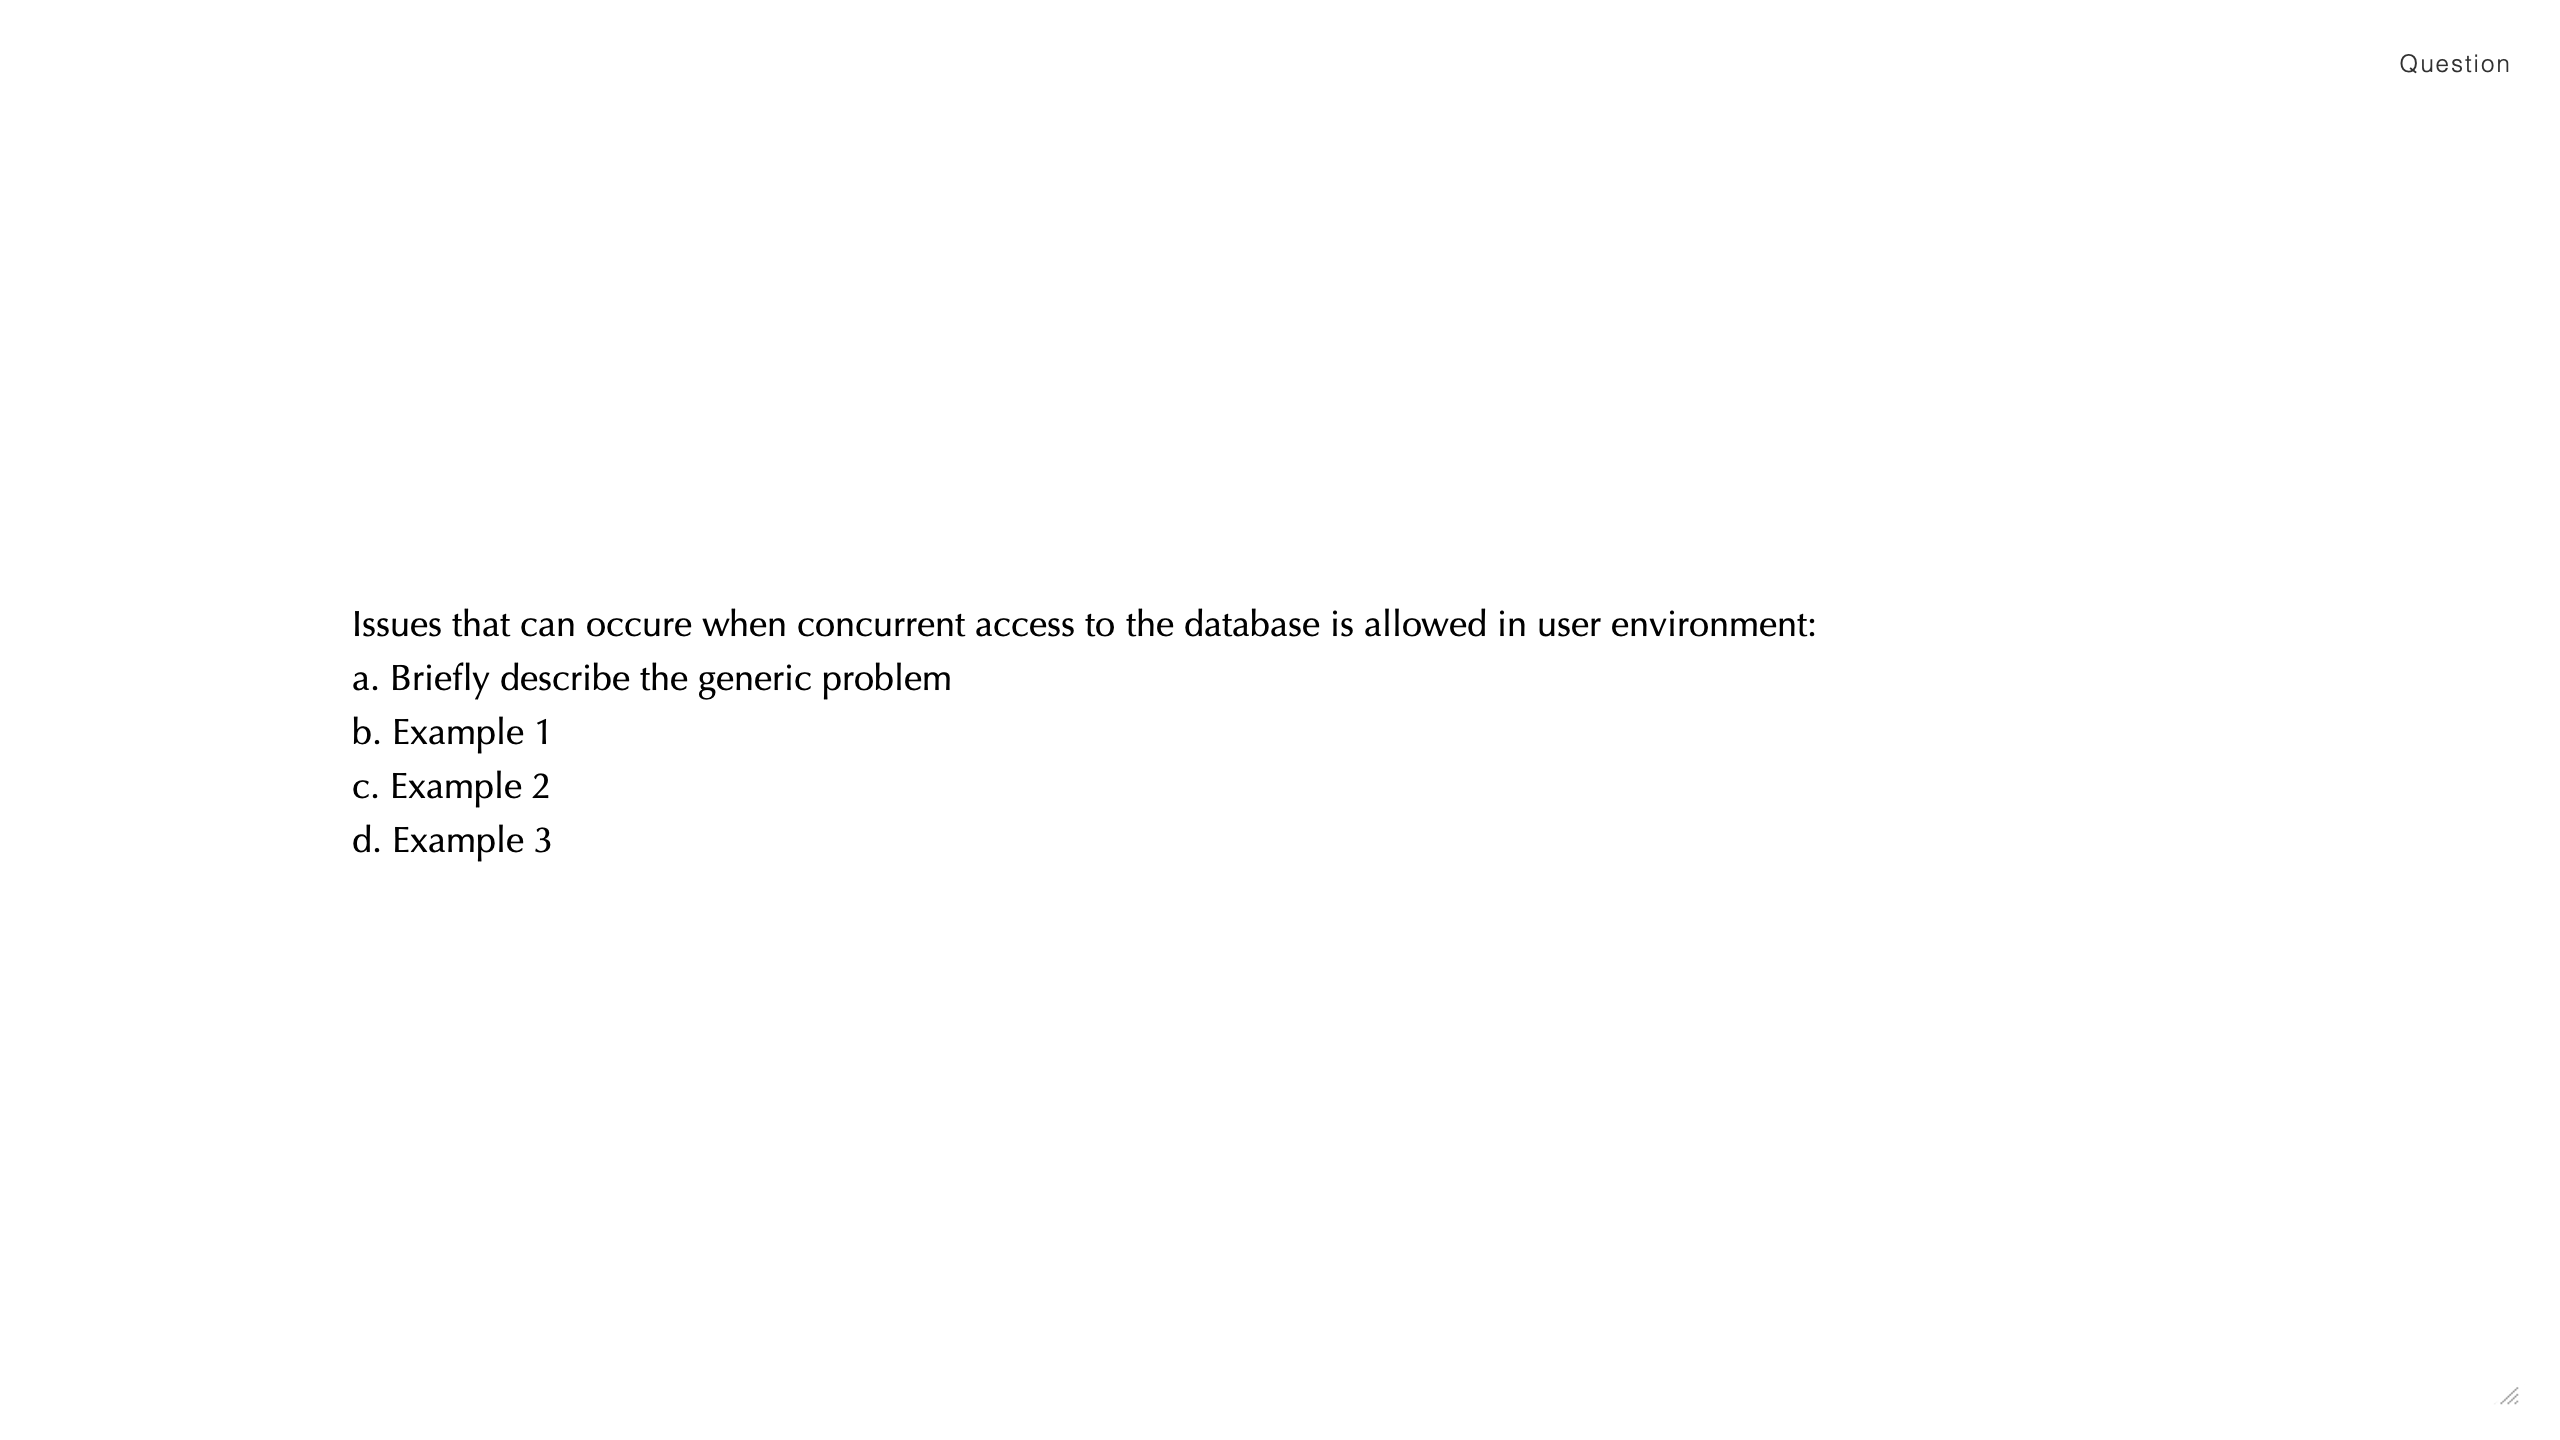 Question
Issues that can occure when concurrent access to the database is allowed in user environment:
a. Briefly describe the generic problem
b. Example 1
c. Example 2
d. Example 3